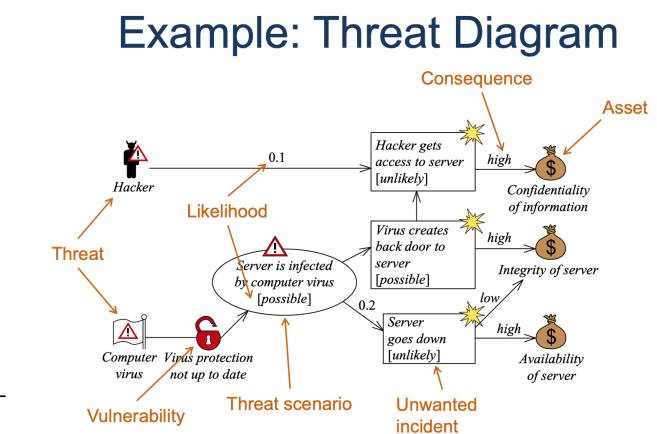 Example: Threat Diagram
Consequence
Asset
Hacker gets
access to server
[unlikely]
0.1
high
Hacker
Confidentiality
of information
Likelihood
Virus creates
back door to
server
[possible]
high
Threat
Server is infected
by computer virus
[possible]
Integrity of server
low
0.2
Server
goes down
[unlikely]
high
Computer
virus
Virus protection
not up to date
Availability
of server
Vulnerability
Threat scenario
Unwanted
incident
$
$
$